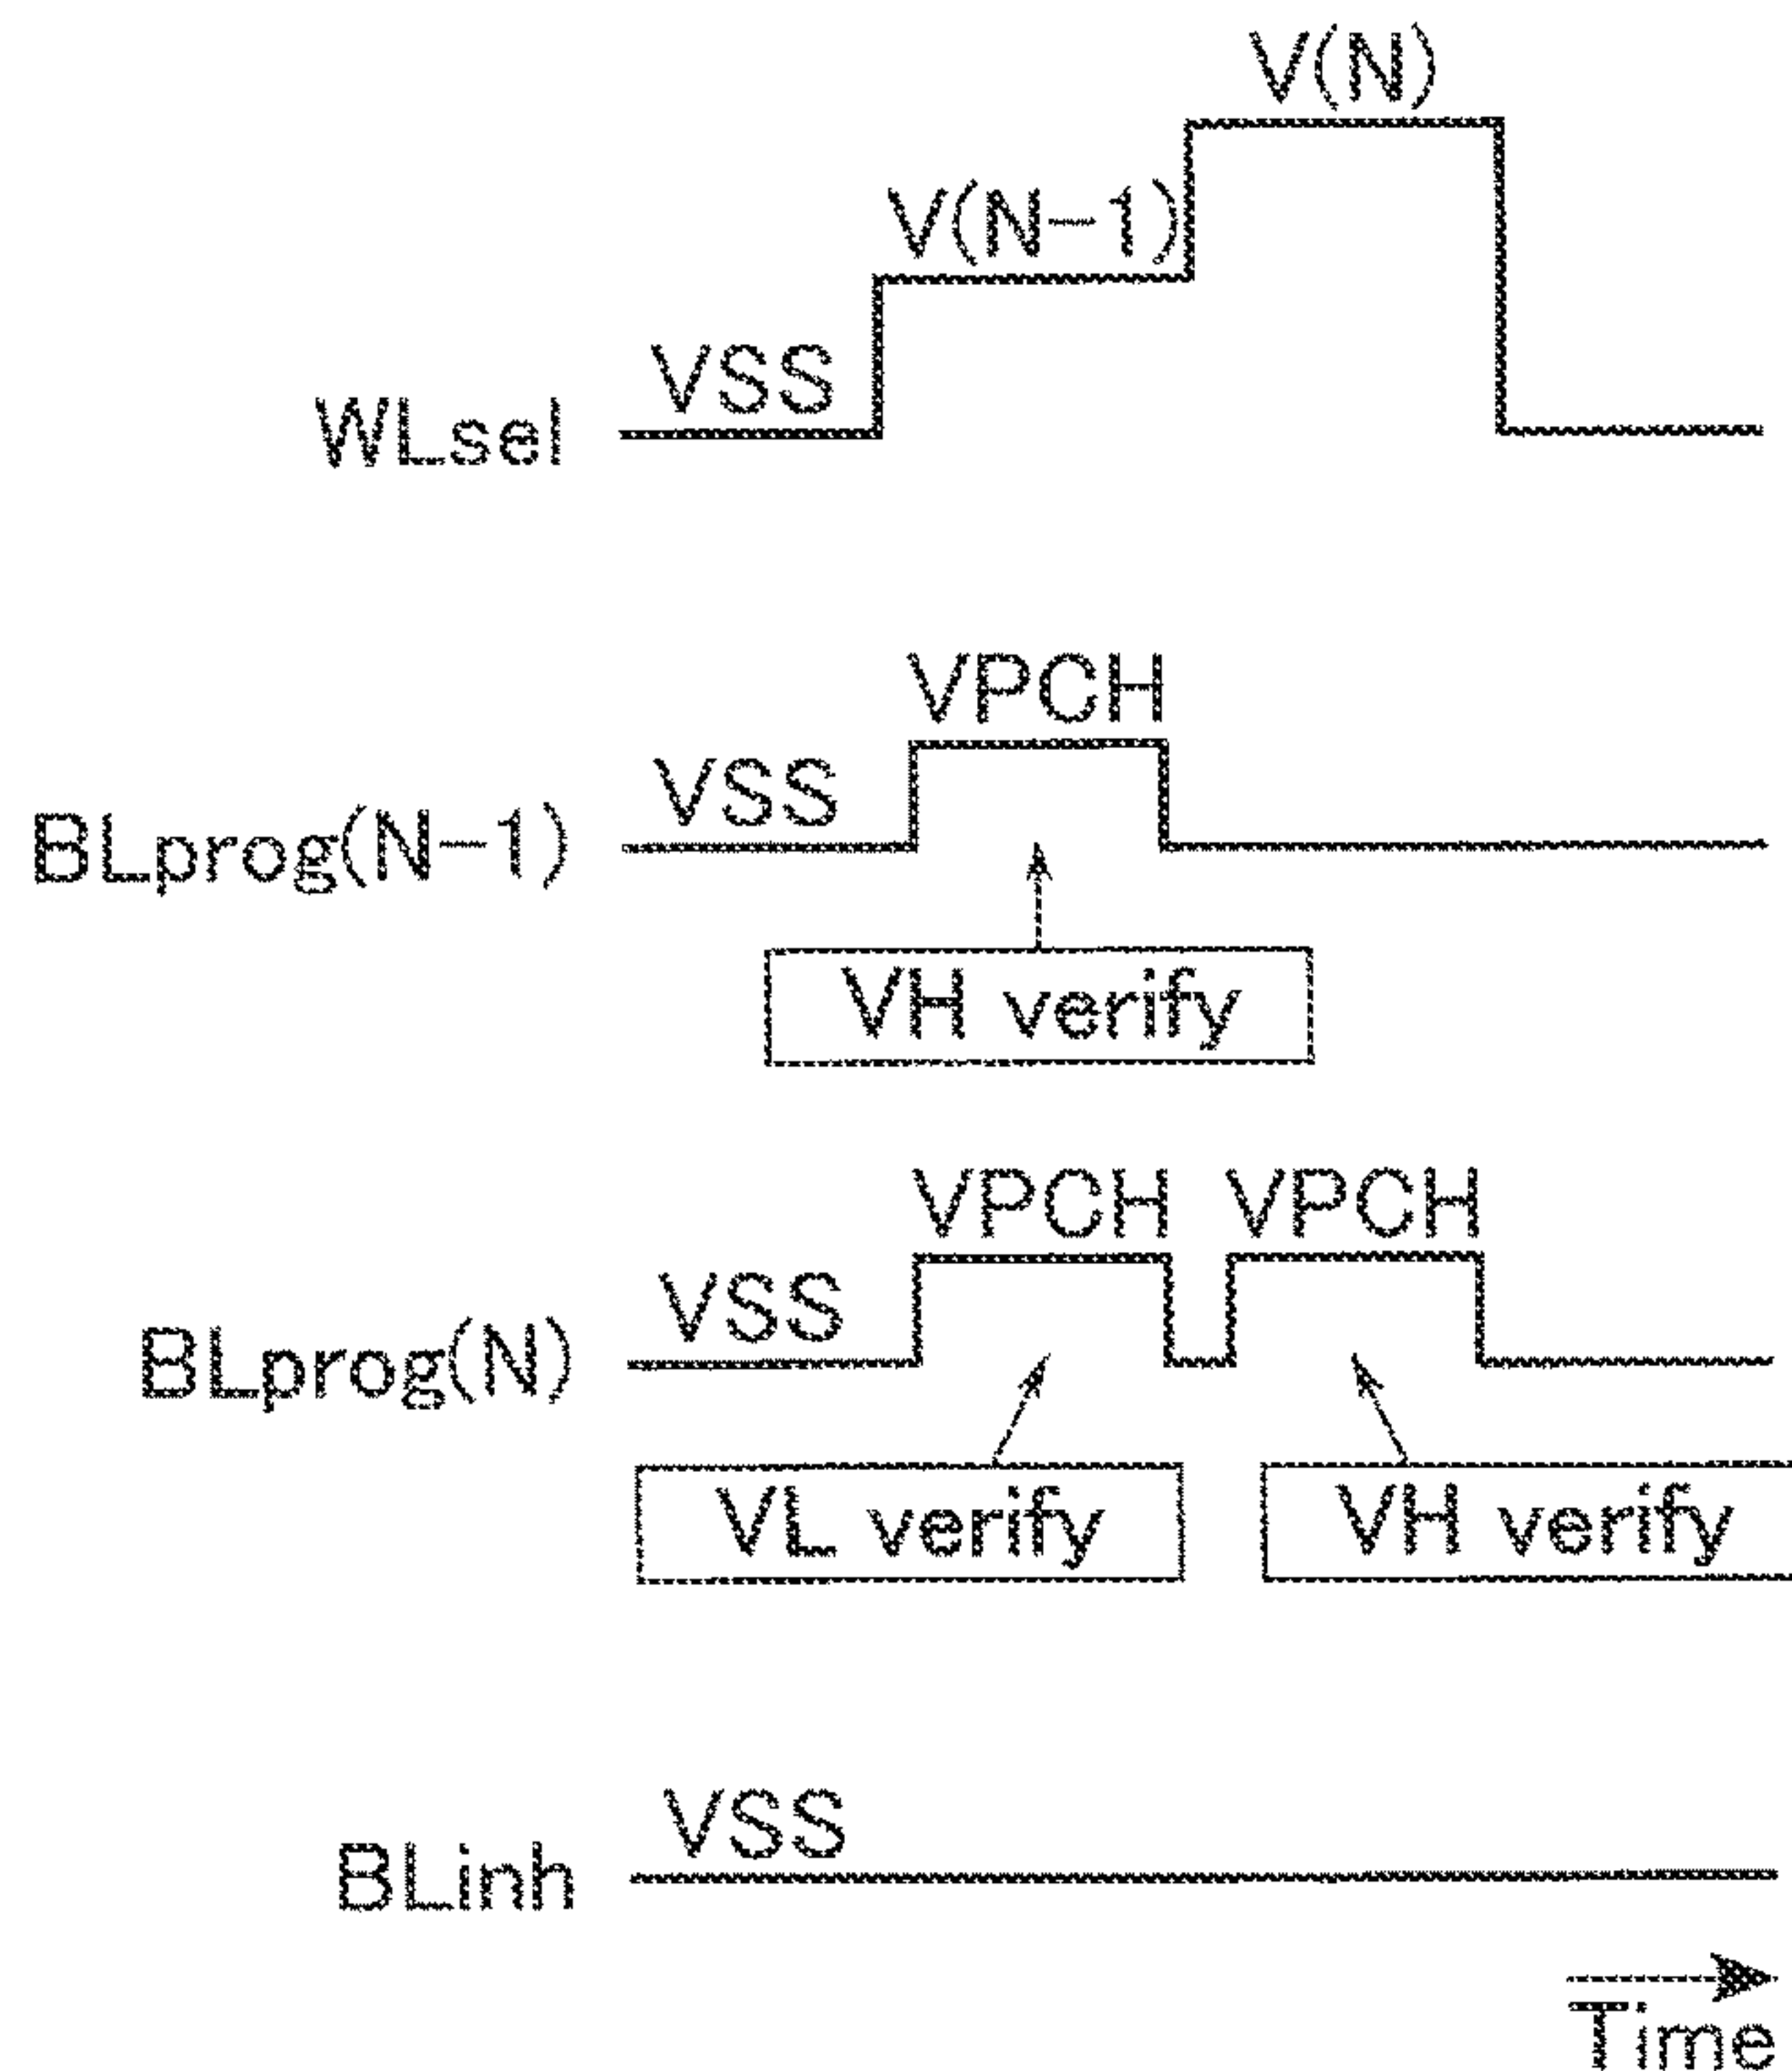 V(N)
V(N-1)
VSS
WLsel
VPCH
VSS
BLprog(N-1)
VH verify
VPCH VPCH
VSS
BLprog(N)
VL verify VH verify
VSS
BLinh
Time